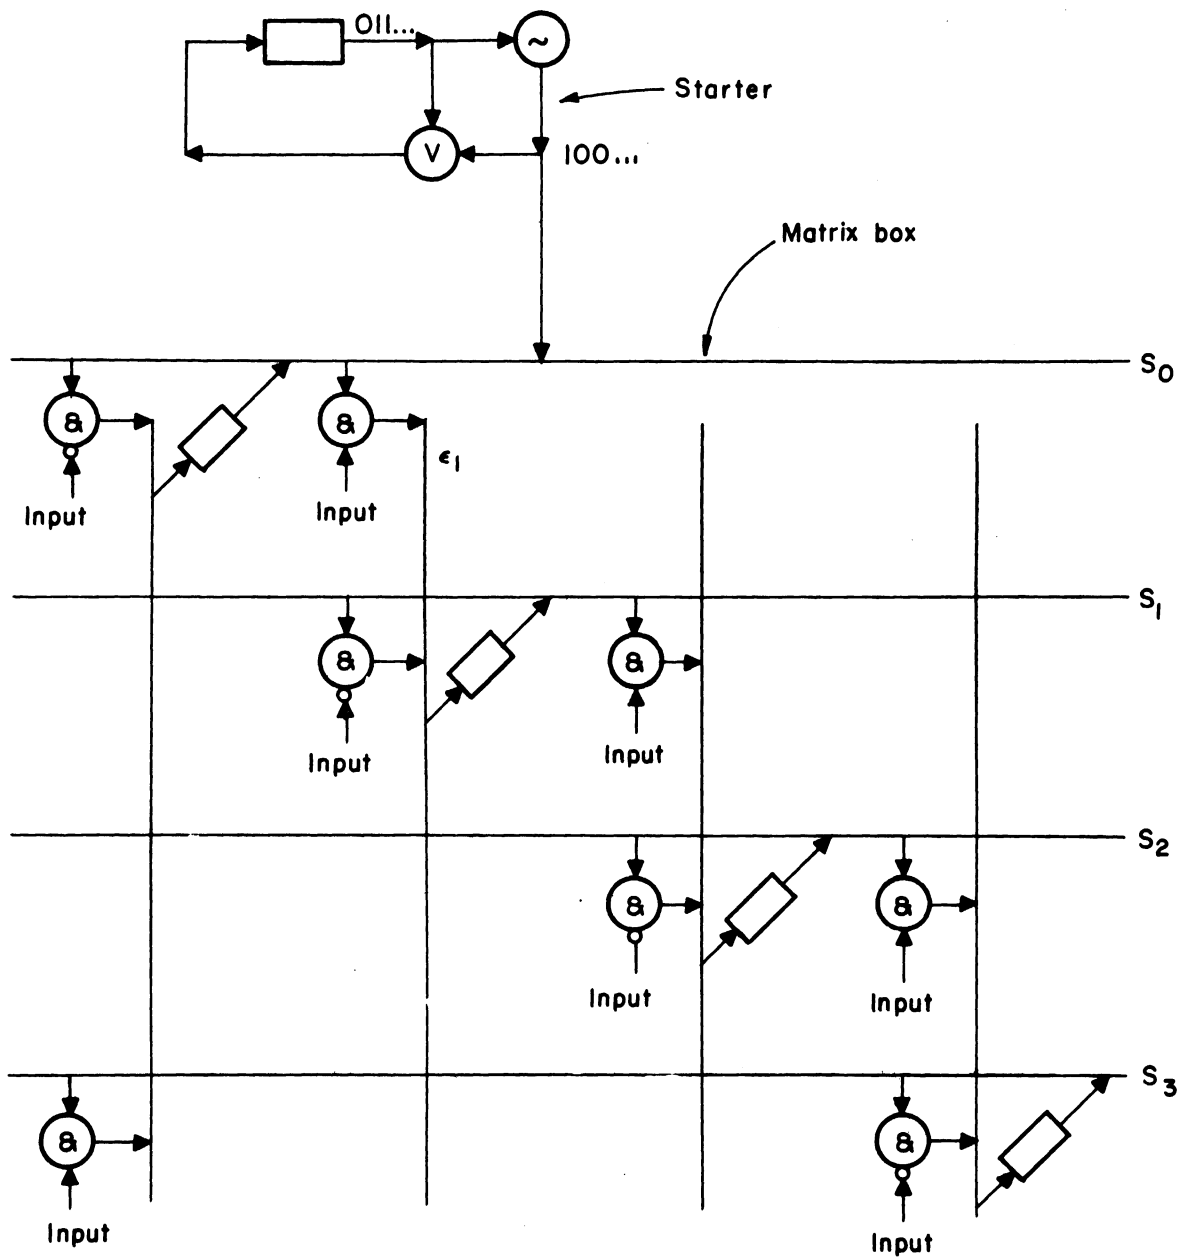 011...
~
Starter
V
100...
Matrix box
S0
&
&
ϵ1
Input
Input
S1
&
&
Input
Input
S2
&
&
Input
Input
S3
&
&
Input
Input